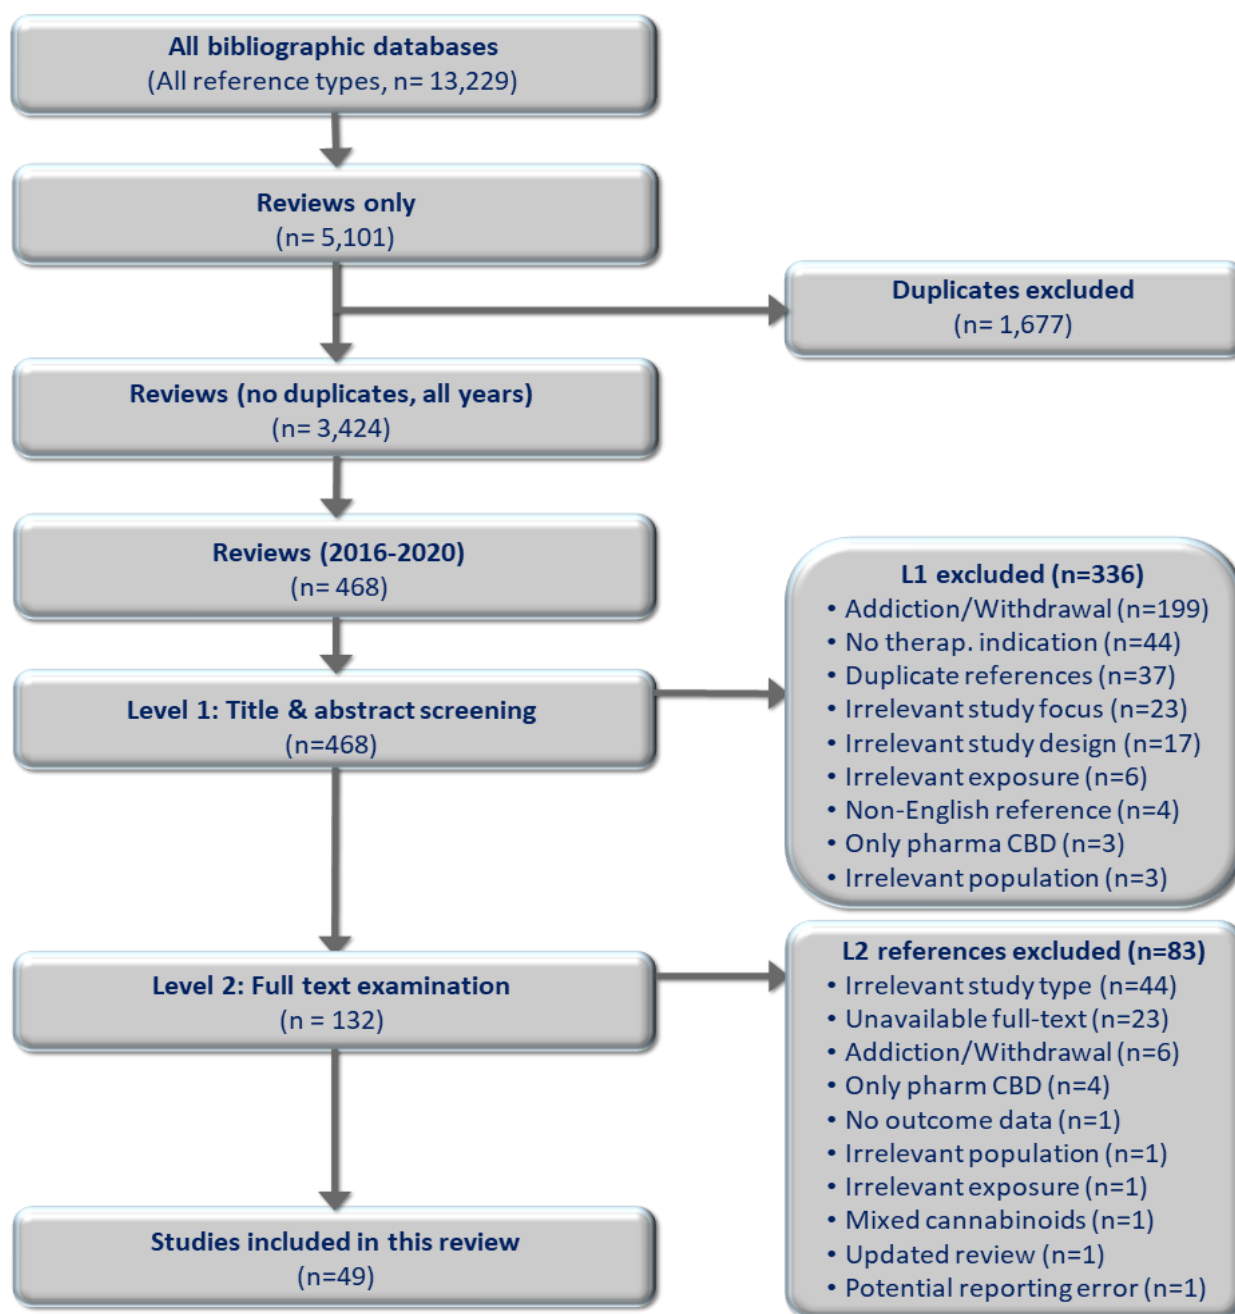 All bibliographic databases
(All reference types, n= 13,229)
Reviews only
(n= 5,101)
Duplicates excluded
(n= 1,677)
Reviews (no duplicates, all years)
(n= 3,424)
Reviews (2016-2020)
(n= 468)
Level 1: Title & abstract screening
(n=468)
L1 excluded (n=336)
• Addiction/Withdrawal (n=199)
• No therap. indication (n=44)
• Duplicate references (n=37)
• Irrelevant study focus (n=23)
• Irrelevant study design (n=17)
• Irrelevant exposure (n=6)
• Non-English reference (n=4)
• Only pharma CBD (n=3)
• Irrelevant population (n=3)
Level 2: Full text examination
(n = 132)
L2 references excluded (n=83)
• Irrelevant study type (n=44)
• Unavailable full-text (n=23)
• Addiction/Withdrawal (n=6)
• Only pharm CBD (n=4)
• No outcome data (n=1)
• Irrelevant population (n=1)
• Irrelevant exposure (n=1)
• Mixed cannabinoids (n=1)
• Updated review (n=1)
• Potential reporting error (n=1)
Studies included in this review
(n=49)